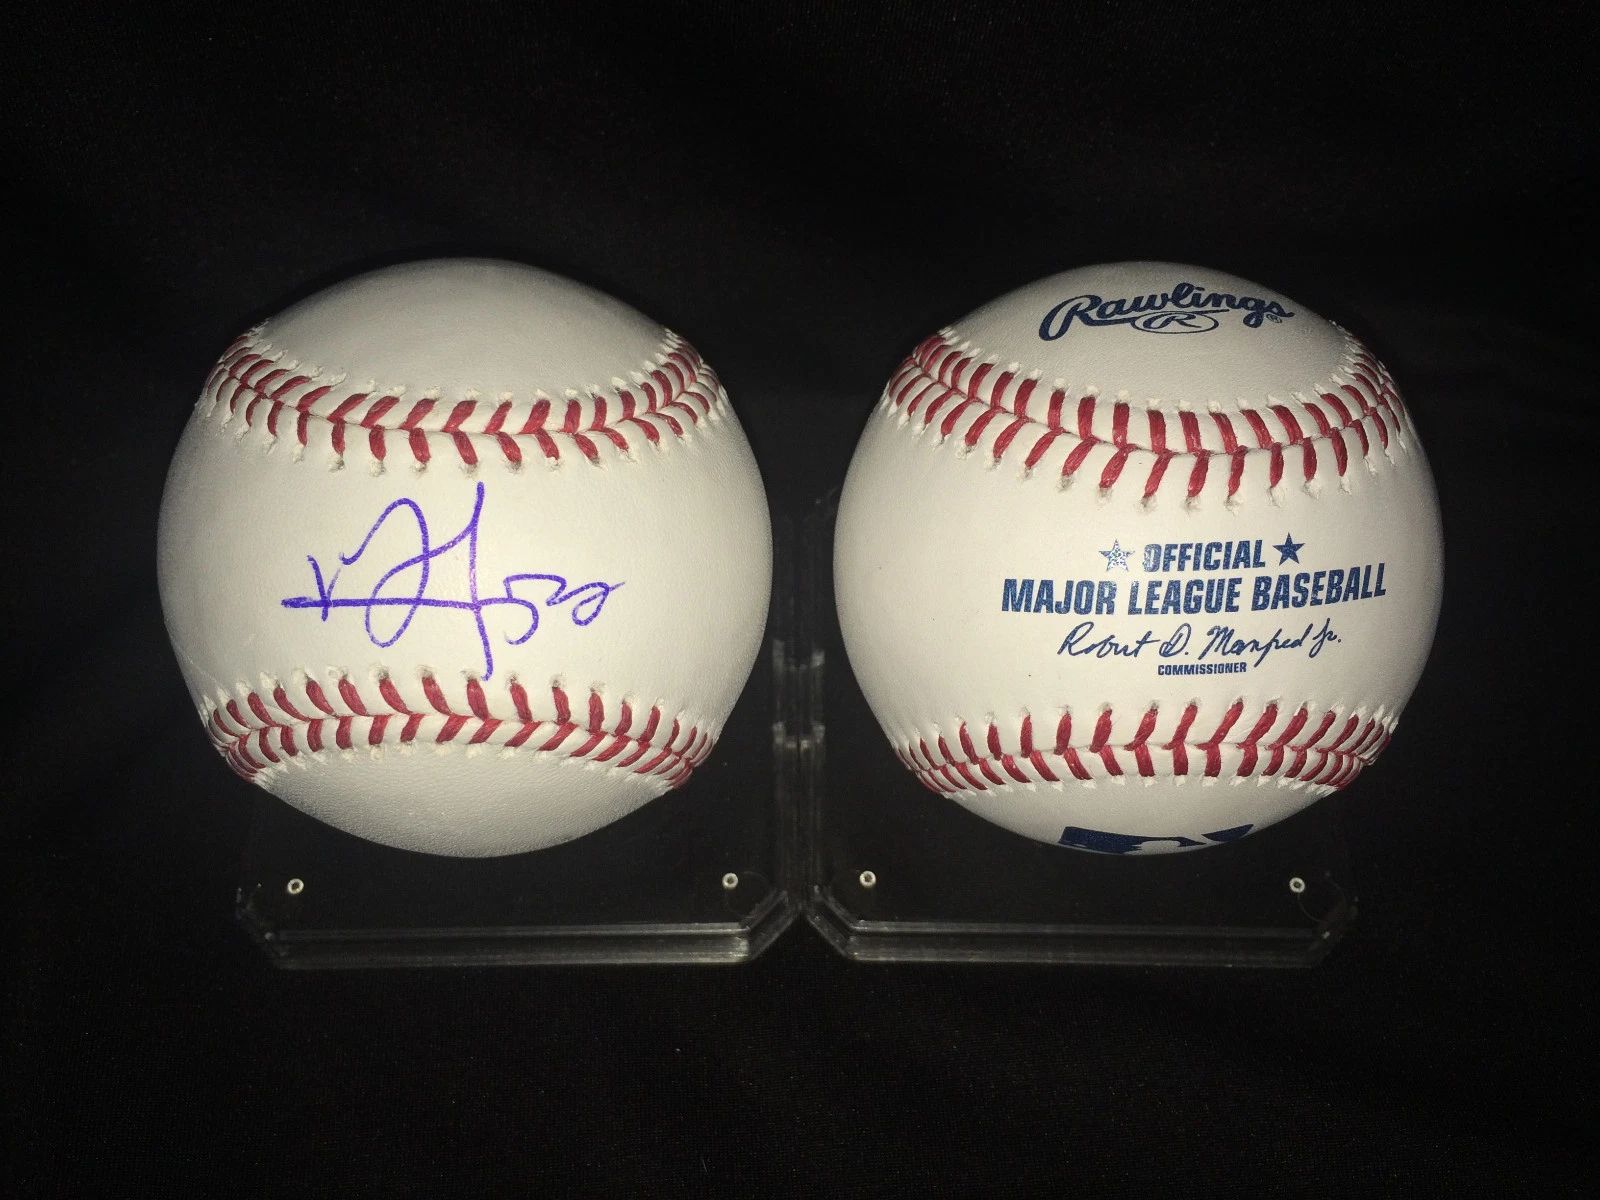 Rawlings
R
OFFICIAL
MAJOR LEAGUE BASEBALL
Robert D. Manfred Jr.
COMMISSIONER